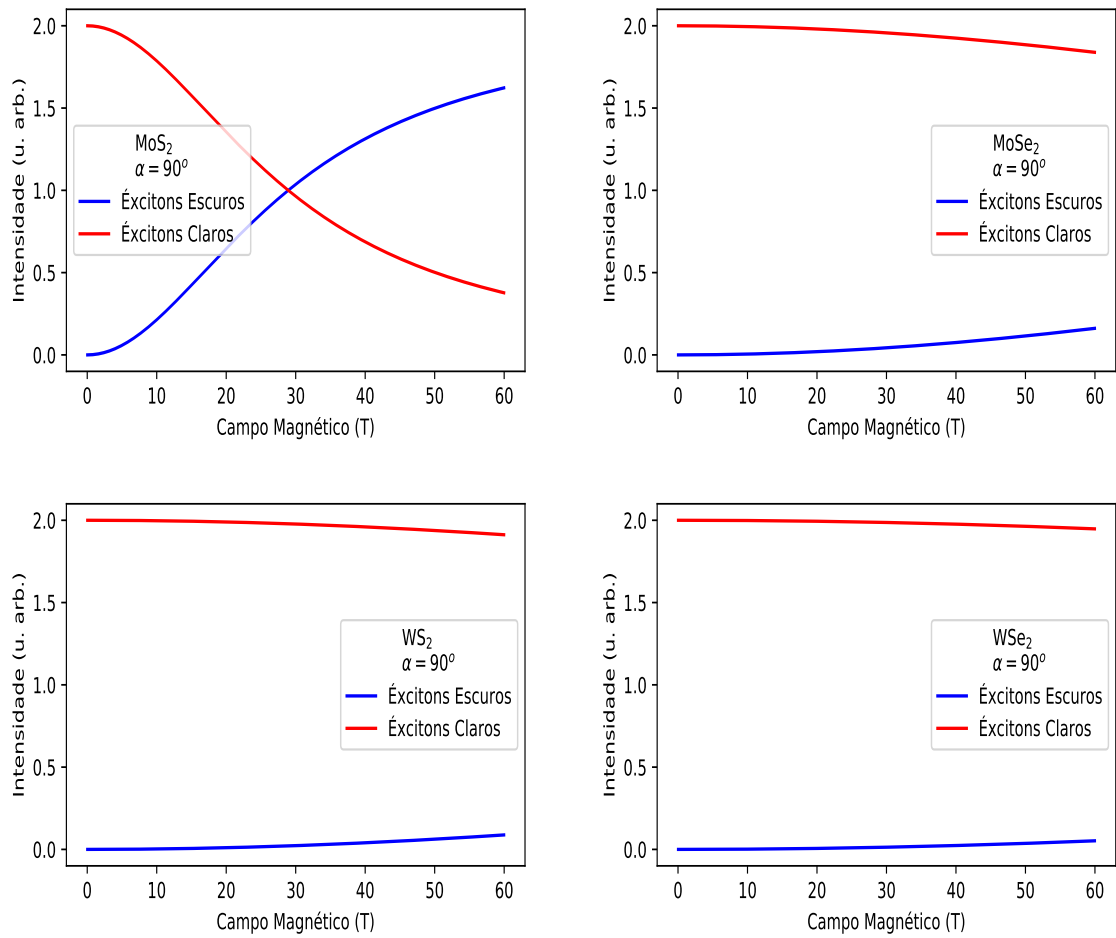 Intensidade (u. arb.)
2.0
1.5
1.0
0.5
0.0
MoS₂
α = 90º
Éxcitons Escuros
Éxcitons Claros
0 10 20 30 40 50 60
Campo Magnético (T)
Intensidade (u. arb.)
2.0
1.5
1.0
0.5
0.0
MoSe₂
α = 90º
Éxcitons Escuros
Éxcitons Claros
0 10 20 30 40 50 60
Campo Magnético (T)
Intensidade (u. arb.)
2.0
1.5
1.0
0.5
0.0
WS₂
α = 90º
Éxcitons Escuros
Éxcitons Claros
0 10 20 30 40 50 60
Campo Magnético (T)
Intensidade (u. arb.)
2.0
1.5
1.0
0.5
0.0
WSe₂
α = 90º
Éxcitons Escuros
Éxcitons Claros
0 10 20 30 40 50 60
Campo Magnético (T)